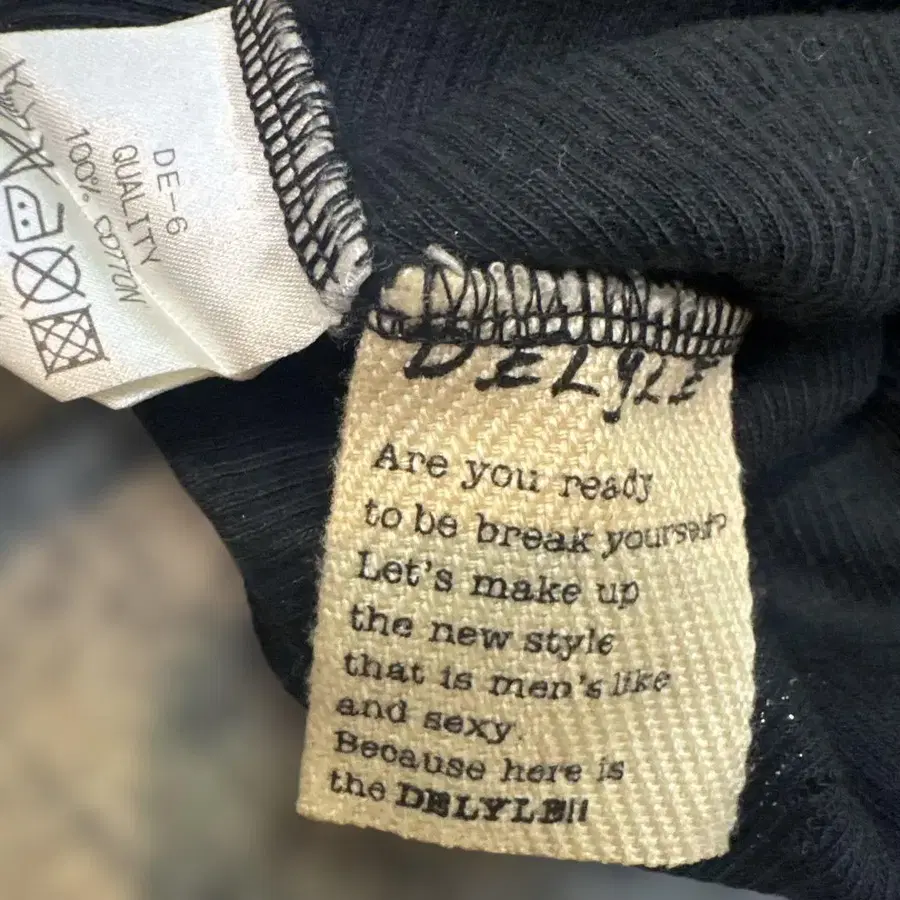 DE-6
QUALITY
100% COTTON
DELYLE
Are you ready
to be break yourself?
Let's make up
the new style
that is men's like
and sexy.
Because here is
the DELYLE!!